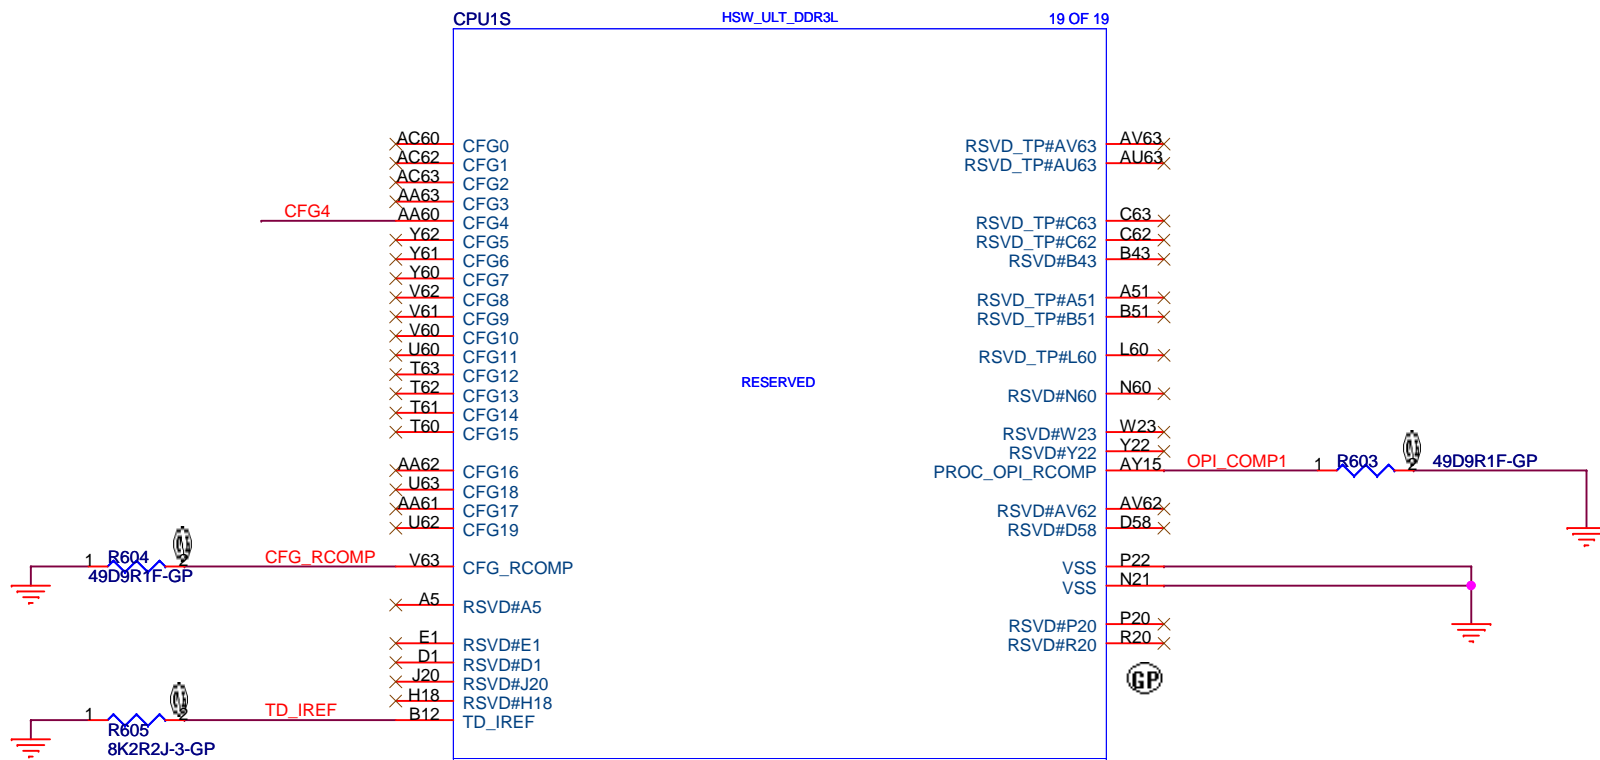 CPU1S HSW_ULT_DDR3L 19 OF 19
AC60 CFG0
AC62 CFG1
AC63 CFG2
AA63 CFG3
CFG4 AA60 CFG4
Y62 CFG5
Y61 CFG6
Y60 CFG7
V62 CFG8
V61 CFG9
V60 CFG10
U60 CFG11
T63 CFG12
T62 CFG13
T61 CFG14
T60 CFG15
AA62 CFG16
U63 CFG18
AA61 CFG17
U62 CFG19
1 R604 2 CFG_RCOMP V63 CFG_RCOMP
49D9R1F-GP
A5 RSVD#A5
E1 RSVD#E1
D1 RSVD#D1
J20 RSVD#J20
H18 RSVD#H18
1 2 TD_IREF B12 TD_IREF
R605
8K2R2J-3-GP
RESERVED
RSVD_TP#AV63 AV63
RSVD_TP#AU63 AU63
RSVD_TP#C63 C63
RSVD_TP#C62 C62
RSVD#B43 B43
RSVD_TP#A51 A51
RSVD_TP#B51 B51
RSVD_TP#L60 L60
RSVD#N60 N60
RSVD#W23 W23
RSVD#Y22 Y22
PROC_OPI_RCOMP AY15 OPI_COMP1 1 R603 2 49D9R1F-GP
RSVD#AV62 AV62
RSVD#D58 D58
VSS P22
VSS N21
RSVD#P20 P20
RSVD#R20 R20
GP